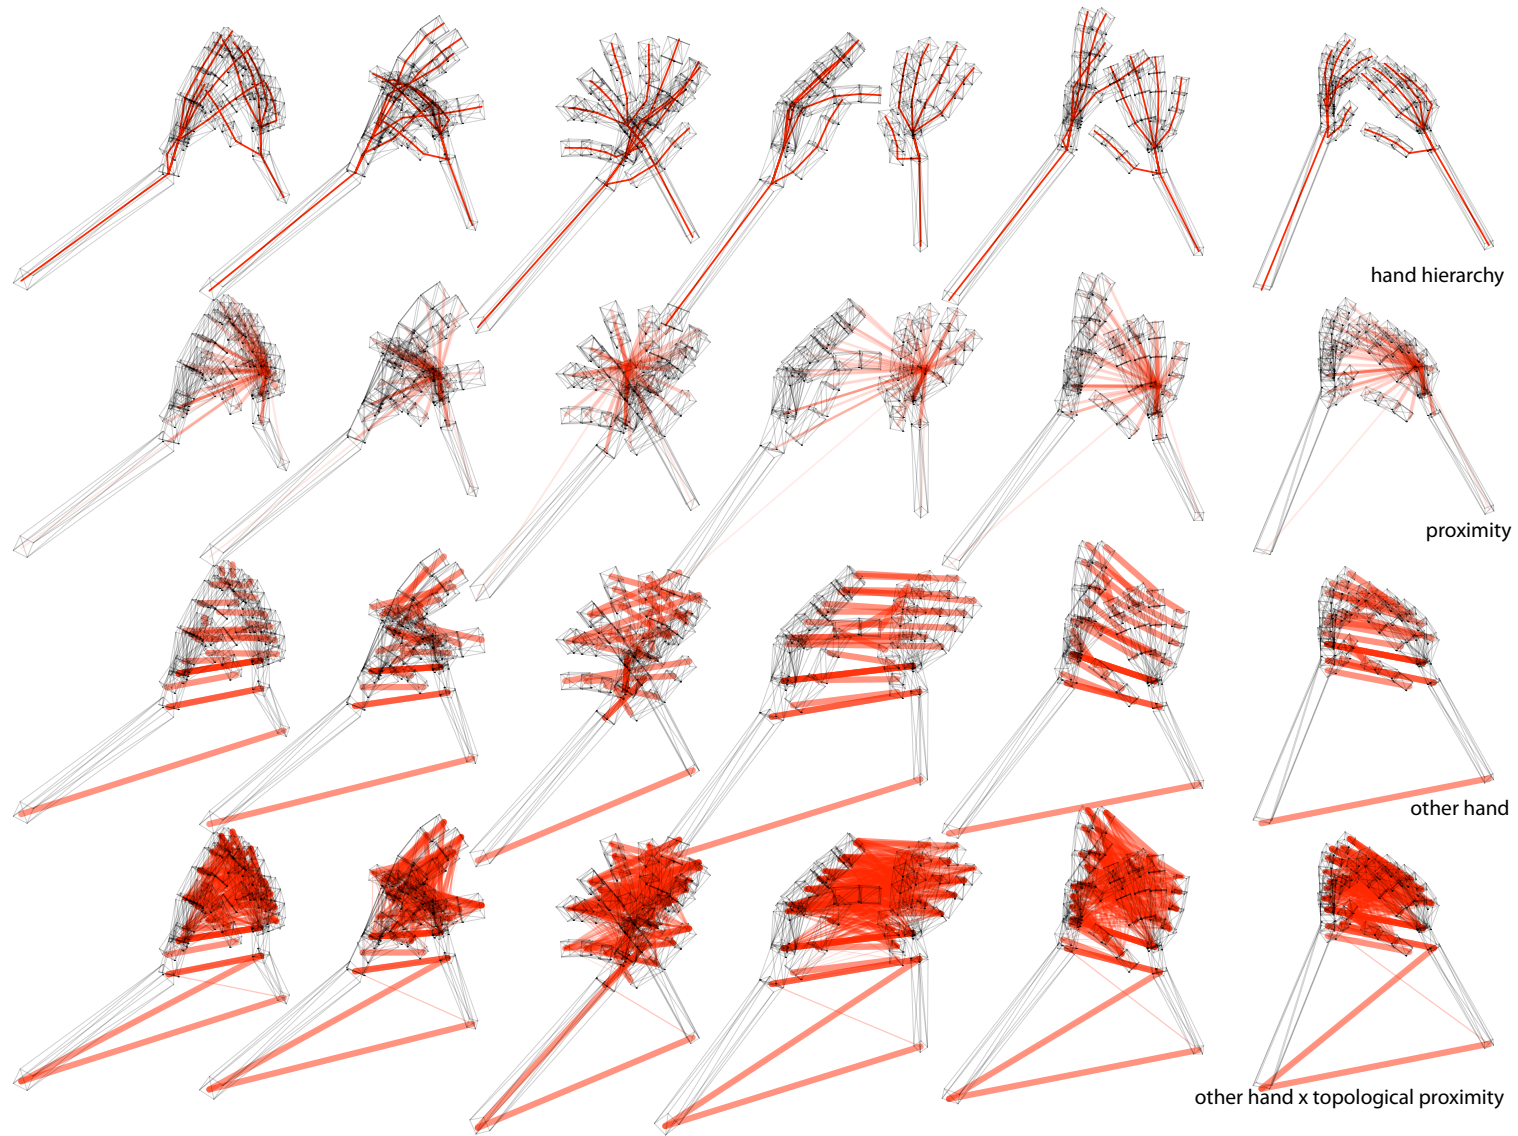 hand hierarchy
proximity
other hand
other hand x topological proximity